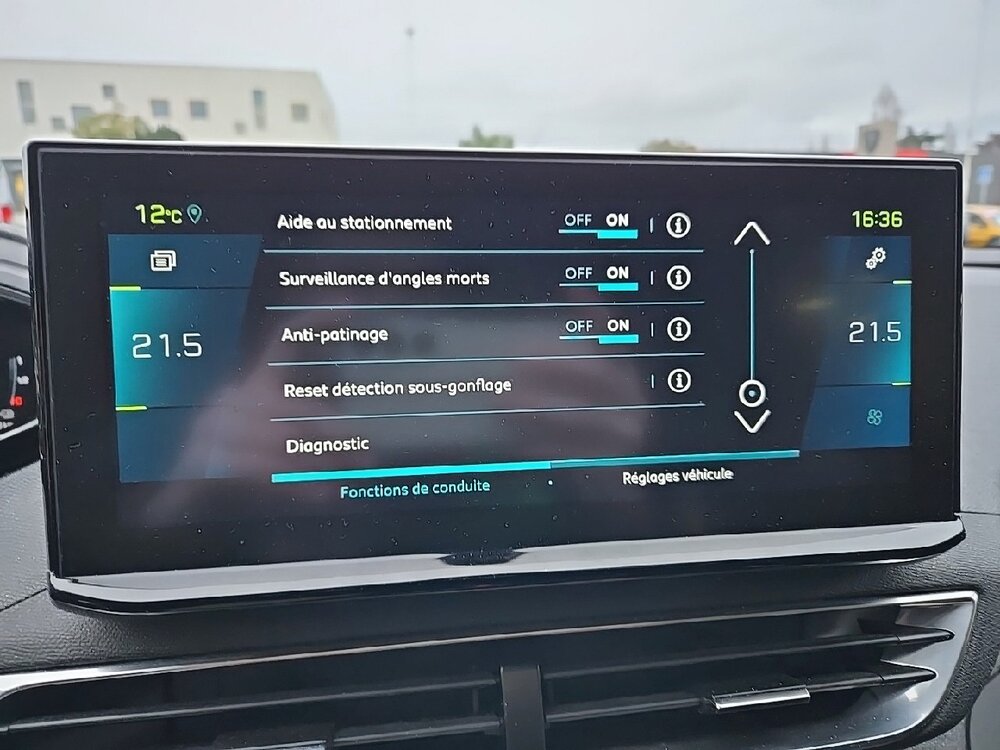 12°C
16:36
Aide au stationnement OFF ON
Surveillance d'angles morts OFF ON
Anti-patinage OFF ON
Reset détection sous-gonflage
Diagnostic
21.5
21.5
Fonctions de conduite
Réglages véhicule